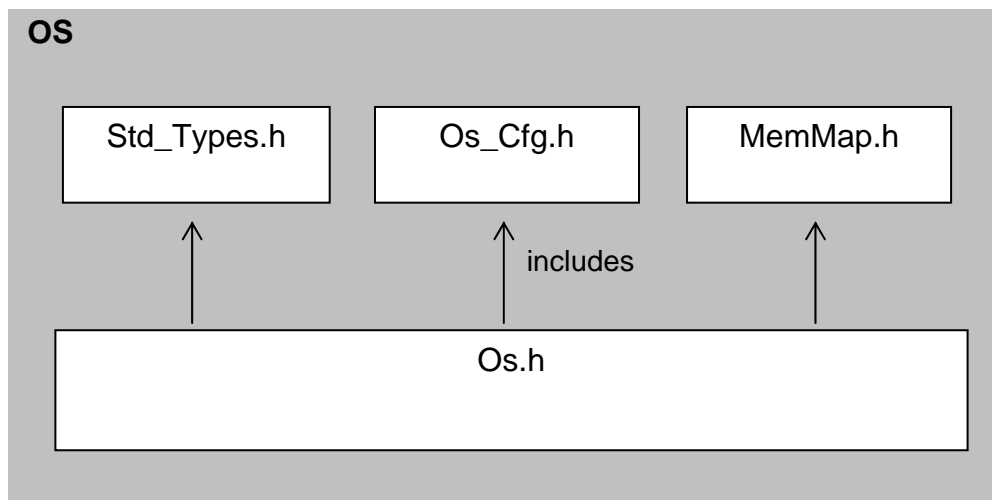 OS
Std_Types.h
Os_Cfg.h
MemMap.h
includes
Os.h